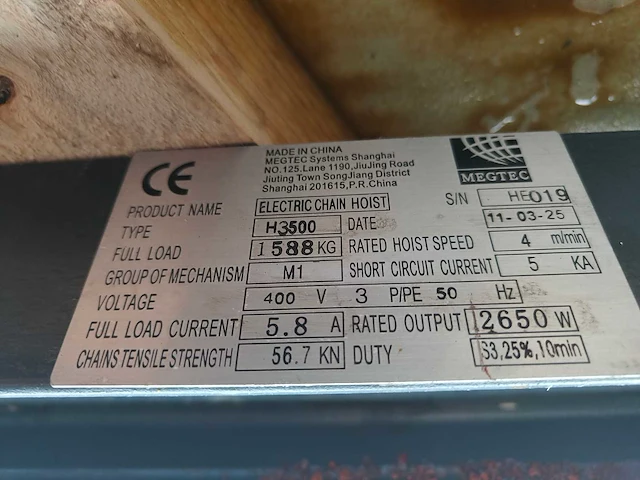 MADE IN CHINA
MEGTEC Systems Shanghai
NO.125,Lane 1190,JiuJing Road
Jiuting Town SongJiang District
Shanghai 201615,P.R.China
CE
MEGTEC
PRODUCT NAME ELECTRIC CHAIN HOIST S/N HE019
TYPE H3500 DATE 11-03-25
FULL LOAD 1588 KG RATED HOIST SPEED 4 m/min
GROUP OF MECHANISM M1 SHORT CIRCUIT CURRENT 5 KA
VOLTAGE 400 V 3 P/PE 50 Hz
FULL LOAD CURRENT 5.8 A RATED OUTPUT 2650 W
CHAINS TENSILE STRENGTH 56.7 KN DUTY S3,25%,10min